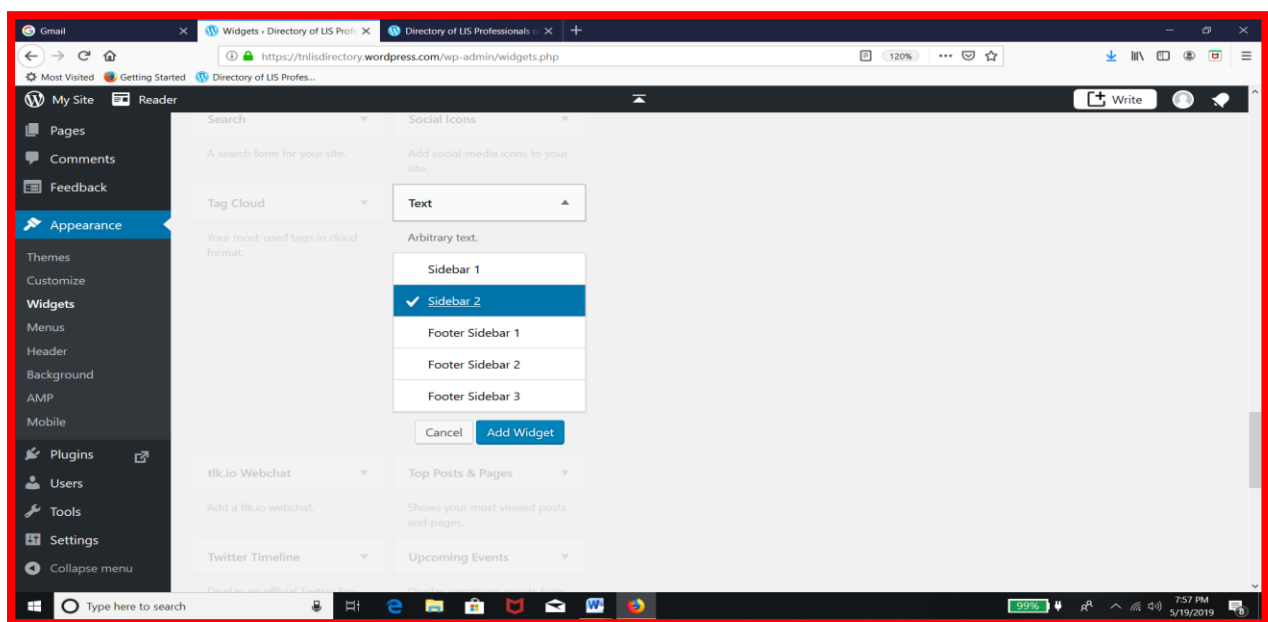 Gmail
Widgets ‹ Directory of LIS Profe
Directory of LIS Professionals o
https://tnlisdirectory.wordpress.com/wp-admin/widgets.php
120%
Most Visited
Getting Started
Directory of LIS Profes...
My Site
Reader
Write
Pages
Comments
Feedback
Appearance
Themes
Customize
Widgets
Menus
Header
Background
AMP
Mobile
Plugins
Users
Tools
Settings
Collapse menu
Search
A search form for your site.
Social Icons
Add social-media icons to your
site.
Tag Cloud
Your most-used tags in cloud
format.
Text
Arbitrary text.
Sidebar 1
Sidebar 2
Footer Sidebar 1
Footer Sidebar 2
Footer Sidebar 3
Cancel
Add Widget
tlk.io Webchat
Add a tlk.io webchat.
Top Posts & Pages
Shows your most viewed posts
and pages.
Twitter Timeline
Upcoming Events
Type here to search
99%
7:57 PM
5/19/2019